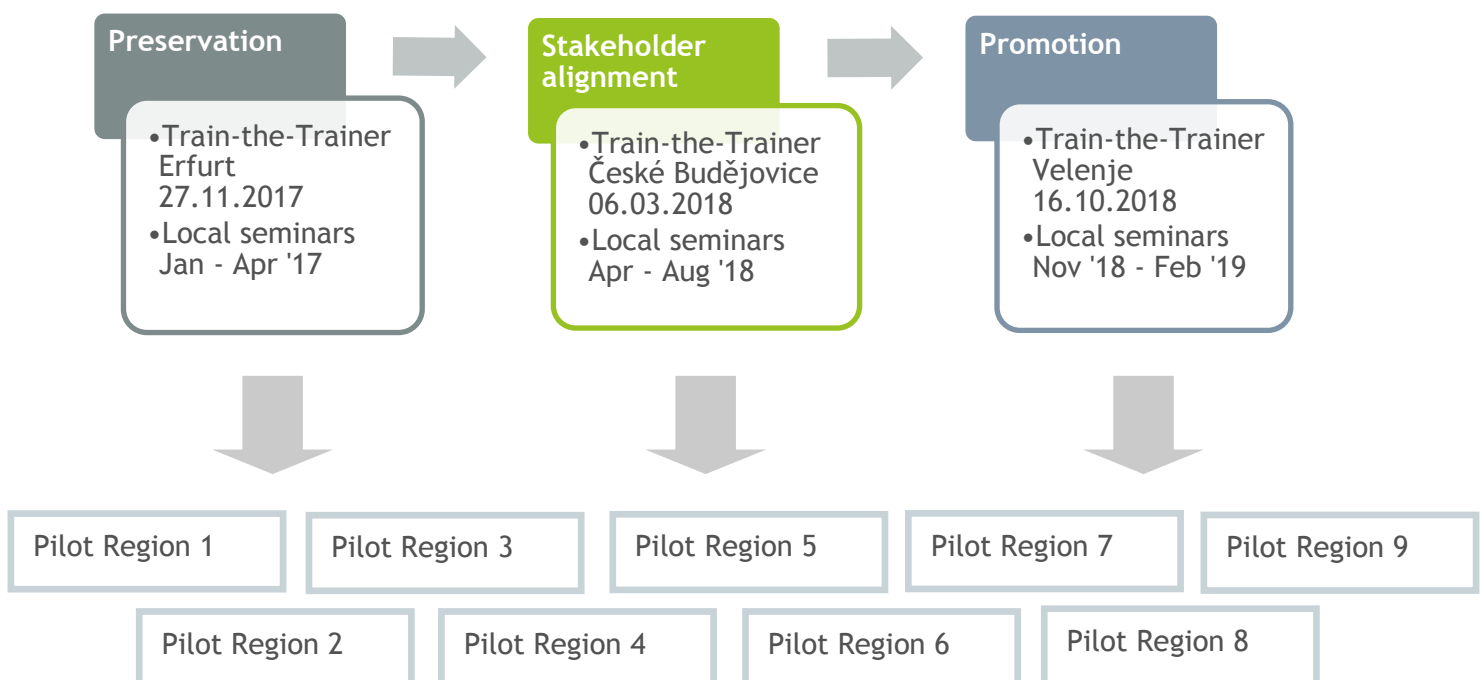 Preservation
•Train-the-Trainer
Erfurt
27.11.2017
•Local seminars
Jan - Apr '17
Stakeholder
alignment
•Train-the-Trainer
České Budějovice
06.03.2018
•Local seminars
Apr - Aug '18
Promotion
•Train-the-Trainer
Velenje
16.10.2018
•Local seminars
Nov '18 - Feb '19
Pilot Region 1
Pilot Region 3
Pilot Region 5
Pilot Region 7
Pilot Region 9
Pilot Region 2
Pilot Region 4
Pilot Region 6
Pilot Region 8